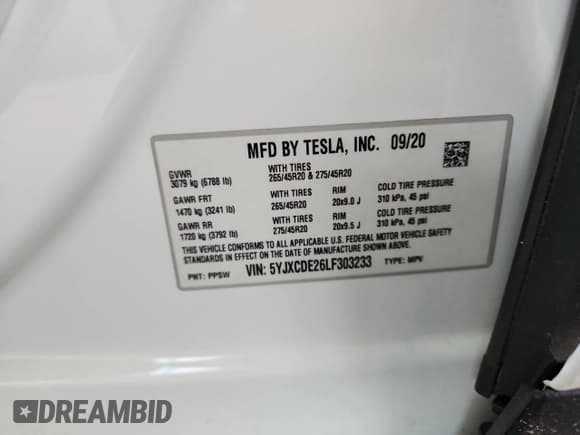 MFD BY TESLA, INC. 09/20
GVWR
3079 kg (6788 lb)
WITH TIRES
265/45R20 & 275/45R20
GAWR FRT
1470 kg (3241 lb)
WITH TIRES
265/45R20
RIM
20x9.0 J
COLD TIRE PRESSURE
310 kPa, 45 psi
GAWR RR
1720 kg (3792 lb)
WITH TIRES
275/45R20
RIM
20x9.5 J
COLD TIRE PRESSURE
310 kPa, 45 psi
THIS VEHICLE CONFORMS TO ALL APPLICABLE U.S. FEDERAL MOTOR VEHICLE SAFETY
STANDARDS IN EFFECT ON THE DATE OF MANUFACTURE SHOWN ABOVE.
PNT: PPSW VIN: 5YJXCDE26LF303233 TYPE: MPV
DREAMBID